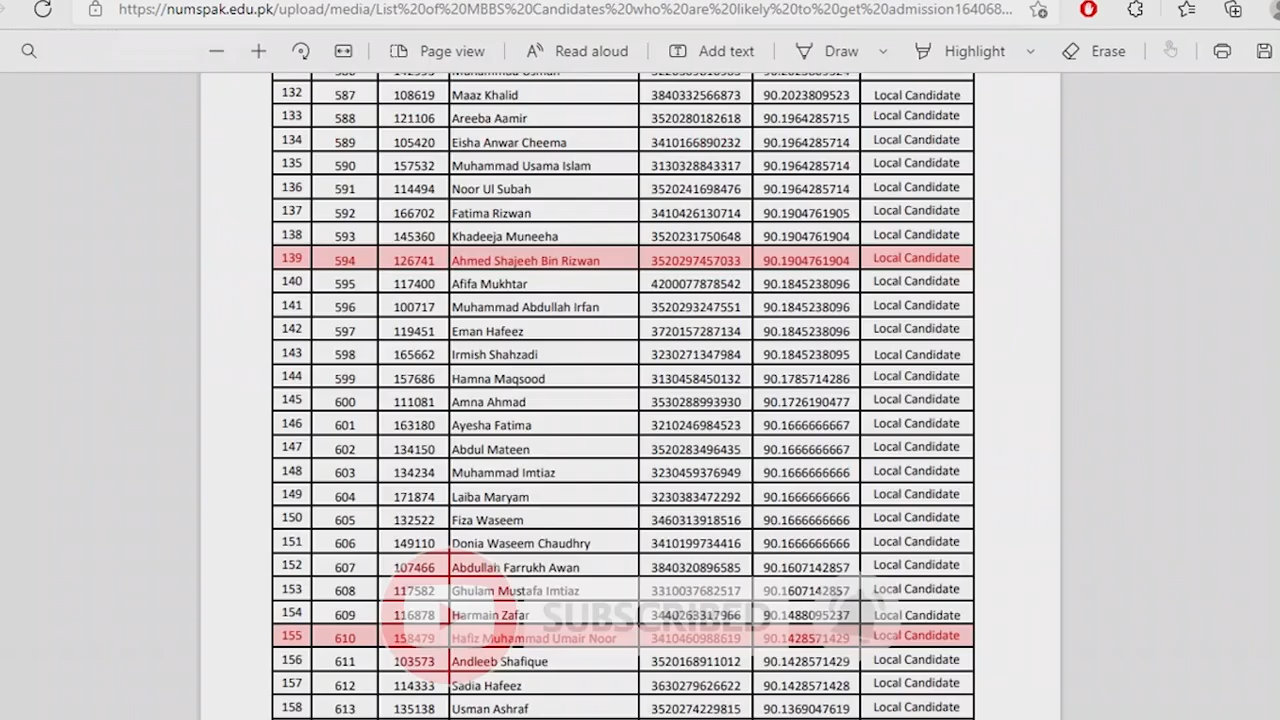 https://numspak.edu.pk/upload/media/List%20of%20MBBS%20Candidates%20who%20are%20likely%20to%20get%20admission164068...
Page view Read aloud Add text Draw Highlight Erase
132 587 108619 Maaz Khalid 3840332566873 90.2023809523 Local Candidate
133 588 121106 Areeba Aamir 3520280182618 90.1964285715 Local Candidate
134 589 105420 Eisha Anwar Cheema 3410166890232 90.1964285714 Local Candidate
135 590 157532 Muhammad Usama Islam 3130328843317 90.1964285714 Local Candidate
136 591 114494 Noor Ul Subah 3520241698476 90.1964285714 Local Candidate
137 592 166702 Fatima Rizwan 3410426130714 90.1904761905 Local Candidate
138 593 145360 Khadeeja Muneeha 3520231750648 90.1904761904 Local Candidate
139 594 126741 Ahmed Shajeeh Bin Rizwan 3520297457033 90.1904761904 Local Candidate
140 595 117400 Afifa Mukhtar 4200077878542 90.1845238096 Local Candidate
141 596 100717 Muhammad Abdullah Irfan 3520293247551 90.1845238096 Local Candidate
142 597 119451 Eman Hafeez 3720157287134 90.1845238096 Local Candidate
143 598 165662 Irmish Shahzadi 3230271347984 90.1845238095 Local Candidate
144 599 157686 Hamna Maqsood 3130458450132 90.1785714286 Local Candidate
145 600 111081 Amna Ahmad 3530288993930 90.1726190477 Local Candidate
146 601 163180 Ayesha Fatima 3210246984523 90.1666666667 Local Candidate
147 602 134150 Abdul Mateen 3520283496435 90.1666666667 Local Candidate
148 603 134234 Muhammad Imtiaz 3230459376949 90.1666666666 Local Candidate
149 604 171874 Laiba Maryam 3230383472292 90.1666666666 Local Candidate
150 605 132522 Fiza Waseem 3460313918516 90.1666666666 Local Candidate
151 606 149110 Donia Waseem Chaudhry 3410199734416 90.1666666666 Local Candidate
152 607 107466 Abdullah Farrukh Awan 3840320896585 90.1607142857 Local Candidate
153 608 117582 Ghulam Mustafa Imtiaz 3310037682517 90.1607142857 Local Candidate
154 609 116878 Harmain Zafar 3440263317966 90.1488095237 Local Candidate
SUBSCRIBED
155 610 158479 Hafiz Muhammad Umair Noor 3410460988619 90.1428571429 Local Candidate
156 611 103573 Andleeb Shafique 3520168911012 90.1428571429 Local Candidate
157 612 114333 Sadia Hafeez 3630279626622 90.1428571428 Local Candidate
158 613 135138 Usman Ashraf 3520274229815 90.1369047619 Local Candidate